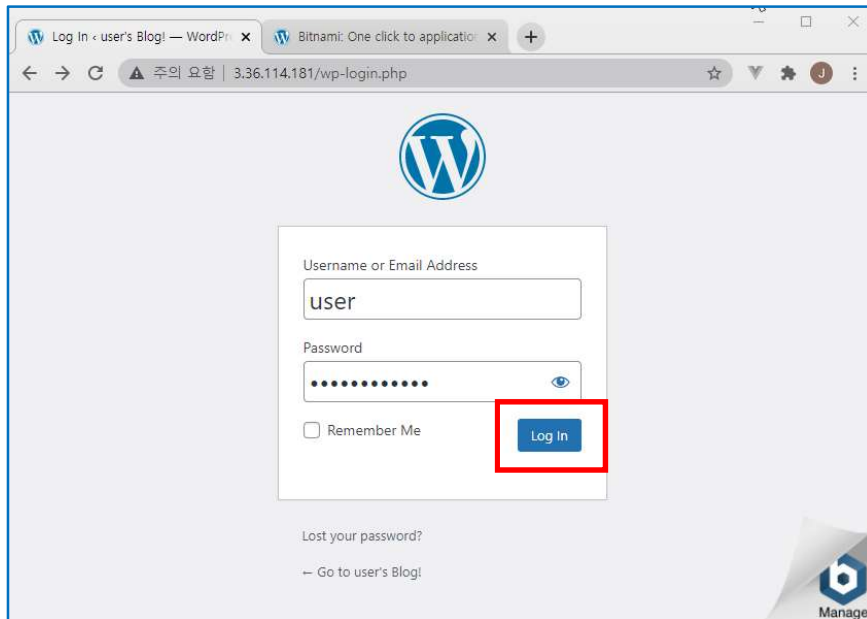 Log In ‹ user's Blog! — WordPr
Bitnami: One click to application
주의 요함 | 3.36.114.181/wp-login.php
J
Username or Email Address
user
Password
Remember Me
Log In
Lost your password?
← Go to user's Blog!
Manage